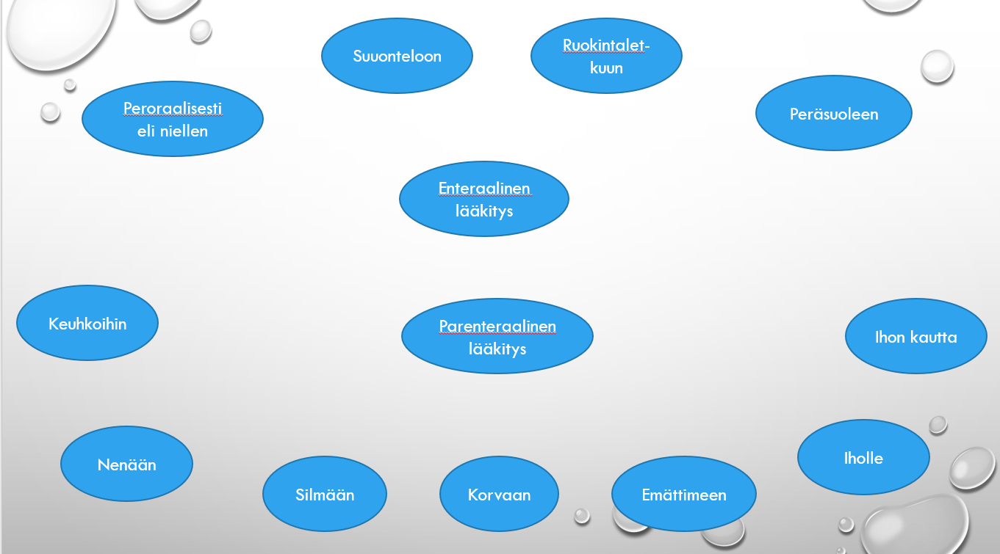 Suuonteloon
Ruokintalet-
kuun
Peroraalisesti
eli niellen
Peräsuoleen
Enteraalinen
lääkitys
Keuhkoihin
Parenteraalinen
lääkitys
Ihon kautta
Nenään
Silmään
Korvaan
Emättimeen
Iholle